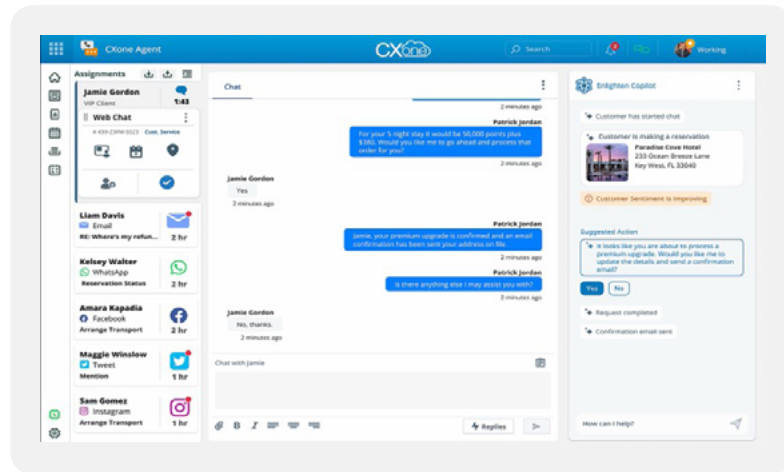 CXone Agent
CXone
Search
Working
Assignments
Jamie Gordon
VIP Client
1:43
Web Chat
Cust. Service
Liam Davis
Email
RE: Where's my refun...
2 hr
Kelsey Walter
WhatsApp
Reservation Status
2 hr
Amara Kapadia
Facebook
Arrange Transport
2 hr
Maggie Winslow
Tweet
Mention
1 hr
Sam Gomez
Instagram
Arrange Transport
1 hr
Chat
2 minutes ago
Patrick Jordan
For your 5 night stay it would be 50,000 points plus
$380. Would you like me to go ahead and process that
order for you?
2 minutes ago
Jamie Gordon
Yes
2 minutes ago
Patrick Jordan
Jamie, your premium upgrade is confirmed and an email
confirmation has been sent your address on file.
2 minutes ago
Patrick Jordan
Is there anything else I may assist you with?
2 minutes ago
Jamie Gordon
No, thanks.
2 minutes ago
Chat with Jamie
B I
Replies
Enlighten Copilot
Customer has started chat
Customer is making a reservation
Paradise Cove Hotel
233 Ocean Breeze Lane
Key West, FL 33040
Customer Sentiment is Improving
Suggested Action
It looks like you are about to process a
premium upgrade. Would you like me to
update the details and send a confirmation
email?
Yes
No
Request completed
Confirmation email sent
How can I help?